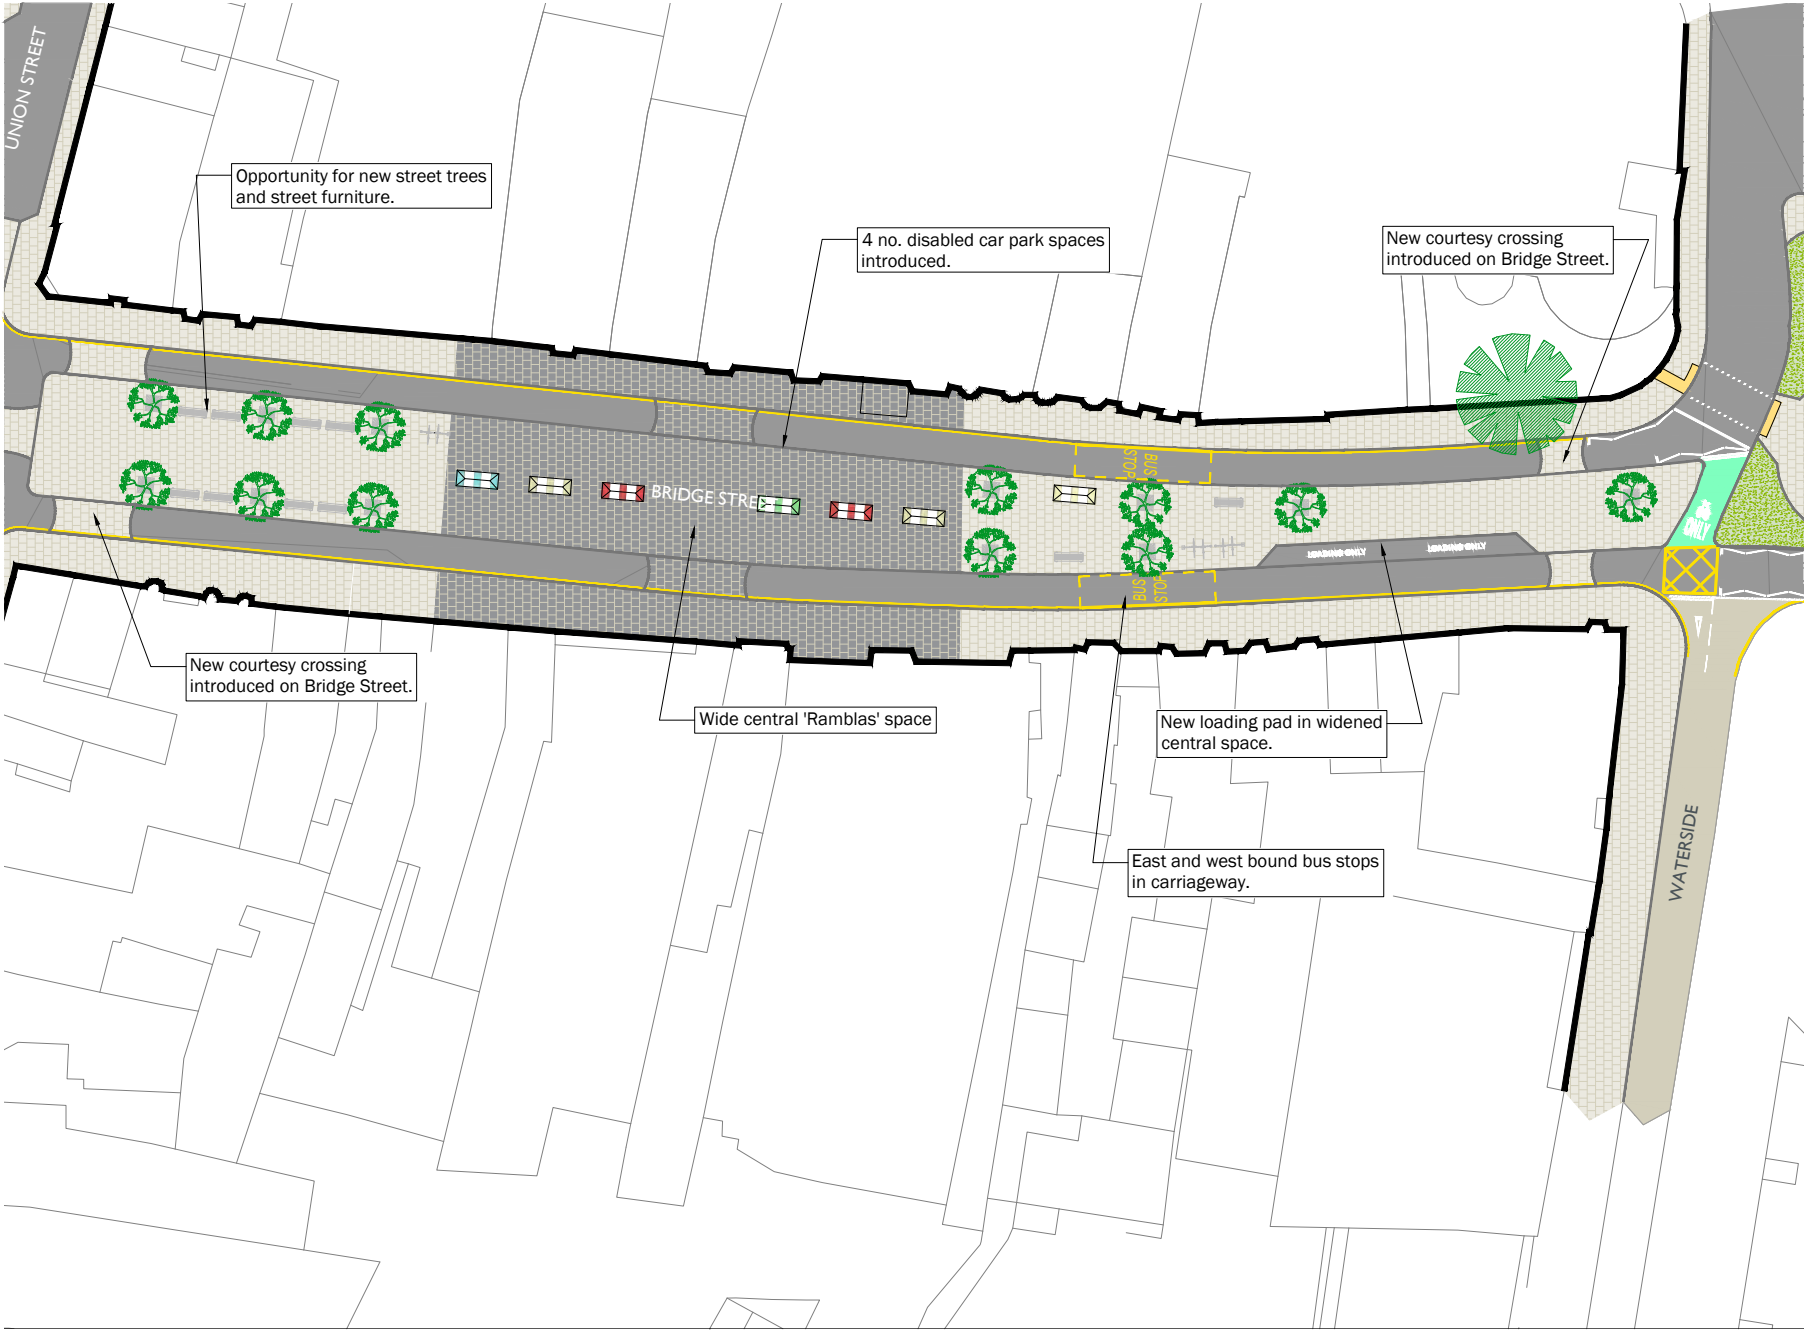 UNION STREET
Opportunity for new street trees
and street furniture.
4 no. disabled car park spaces
introduced.
New courtesy crossing
introduced on Bridge Street.
BUS
STOP
BRIDGE STRE
ONLY
LOADING ONLY
LOADING ONLY
BUS
STOP
New courtesy crossing
introduced on Bridge Street.
Wide central 'Ramblas' space
New loading pad in widened
central space.
East and west bound bus stops
in carriageway.
WATERSIDE